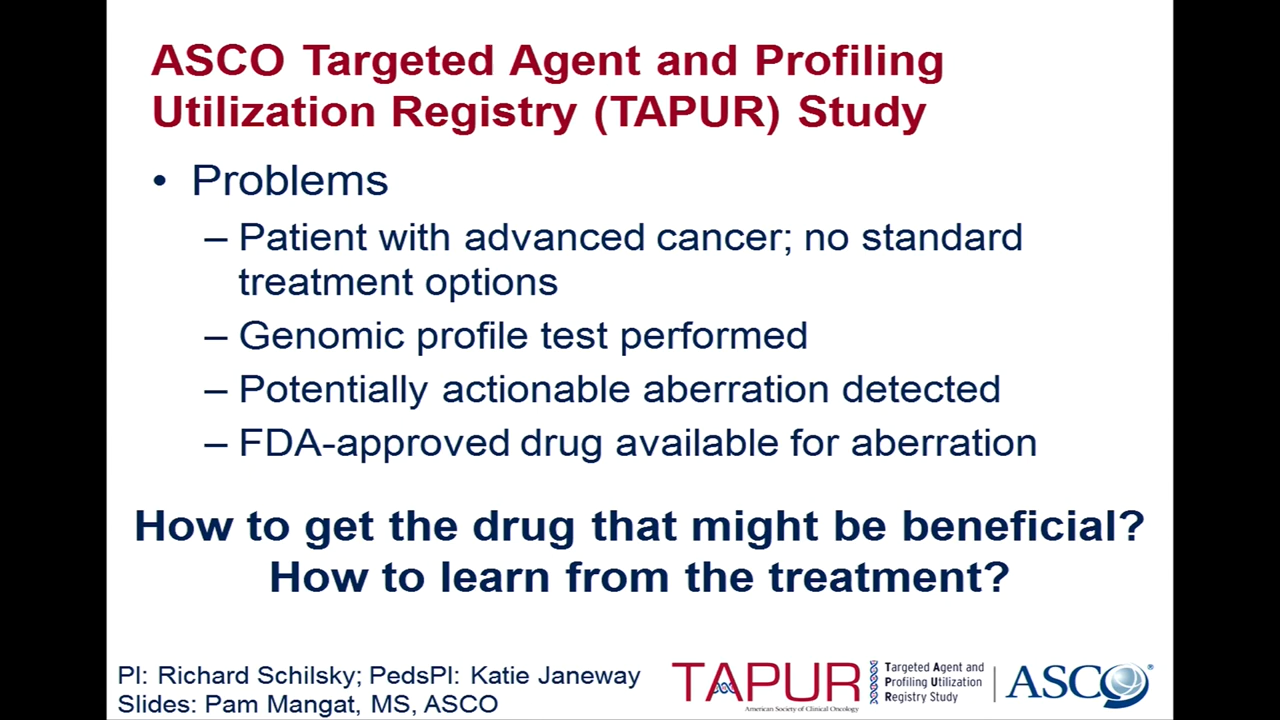 ASCO Targeted Agent and Profiling
Utilization Registry (TAPUR) Study
• Problems
– Patient with advanced cancer; no standard
treatment options
– Genomic profile test performed
– Potentially actionable aberration detected
– FDA-approved drug available for aberration
How to get the drug that might be beneficial?
How to learn from the treatment?
PI: Richard Schilsky; PedsPI: Katie Janeway
Slides: Pam Mangat, MS, ASCO
TAPUR
American Society of Clinical Oncology
Targeted Agent and
Profiling Utilization
Registry Study
ASCO®